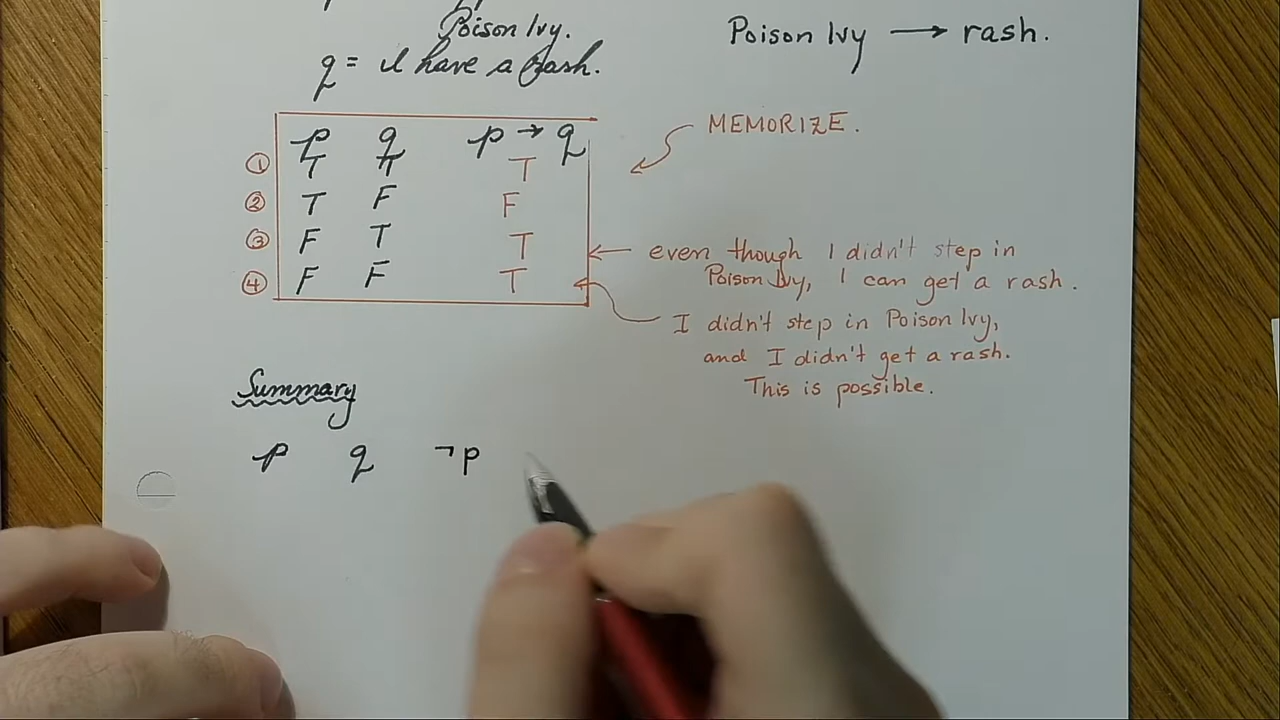 Poison Ivy.
Poison Ivy → rash.
q = I have a rash.
p q p → q
MEMORIZE.
① T T T
② T F F
③ F T T
④ F F T
even though I didn't step in
Poison Ivy, I can get a rash.
I didn't step in Poison Ivy,
and I didn't get a rash.
This is possible.
Summary
p q ¬p